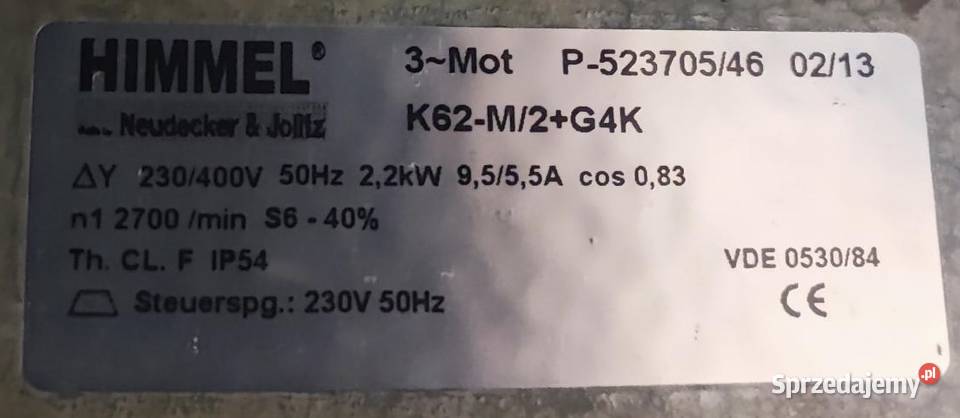 HIMMEL® 3~Mot P-523705/46 02/13
Neudecker & Jolitz K62-M/2+G4K
ΔY 230/400V 50Hz 2,2kW 9,5/5,5A cos 0,83
n1 2700 /min S6 - 40%
Th. CL. F IP54 VDE 0530/84
Steuerspg.: 230V 50Hz CE
Sprzedajemy.pl